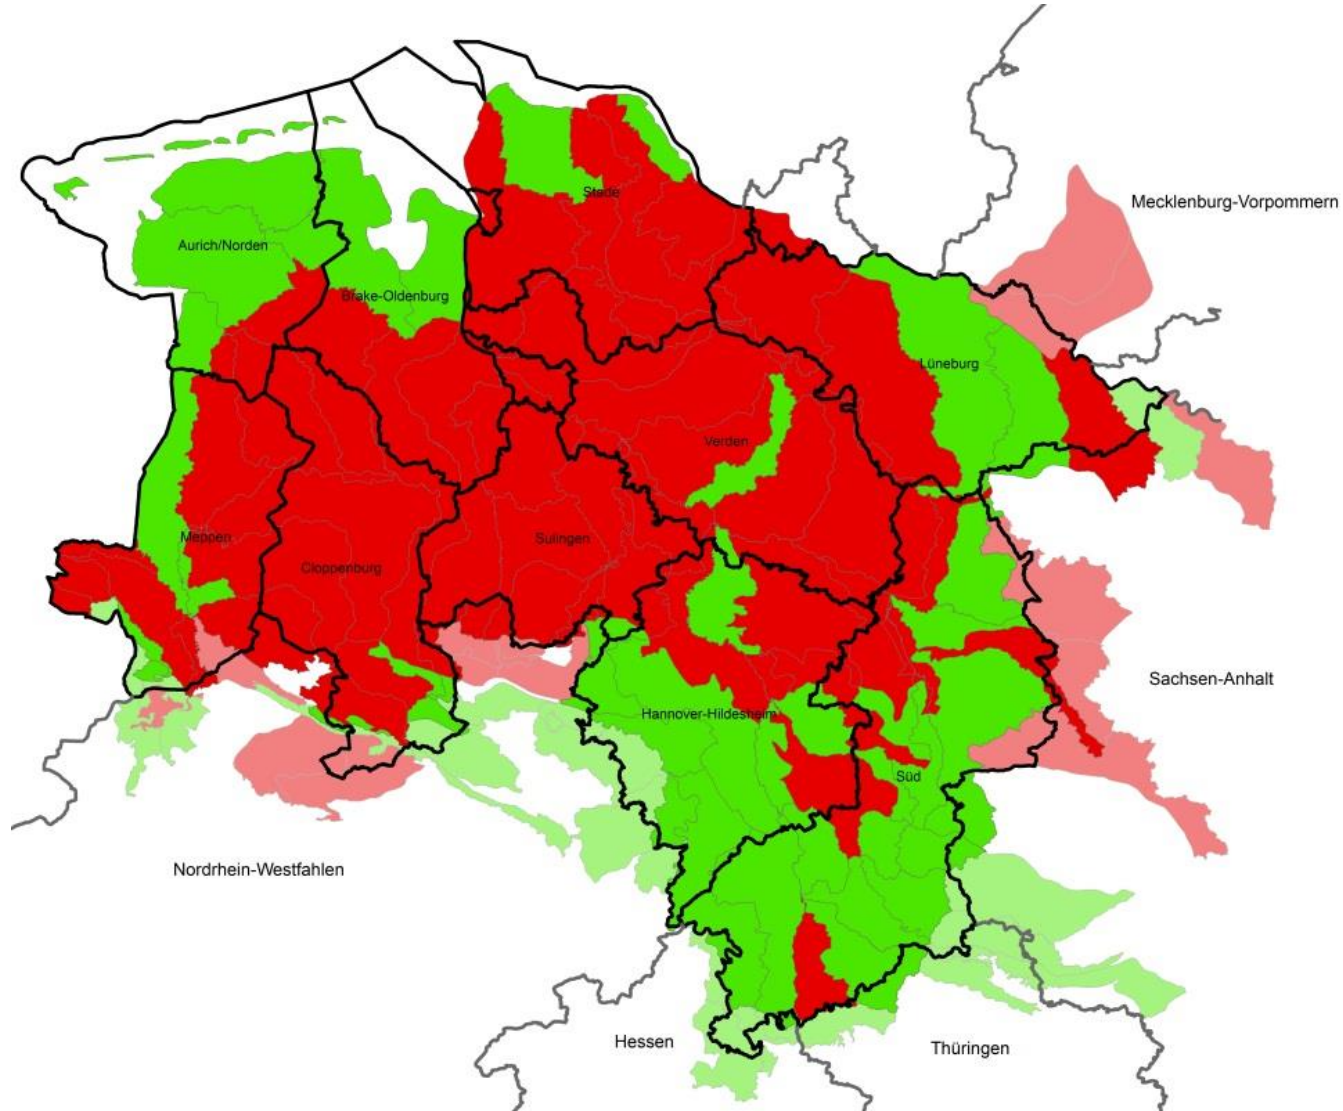 Stade
Mecklenburg-Vorpommern
Aurich/Norden
Brake-Oldenburg
Lüneburg
Verden
Meppen
Cloppenburg
Sulingen
Sachsen-Anhalt
Hannover-Hildesheim
Süd
Nordrhein-Westfahlen
Hessen
Thüringen